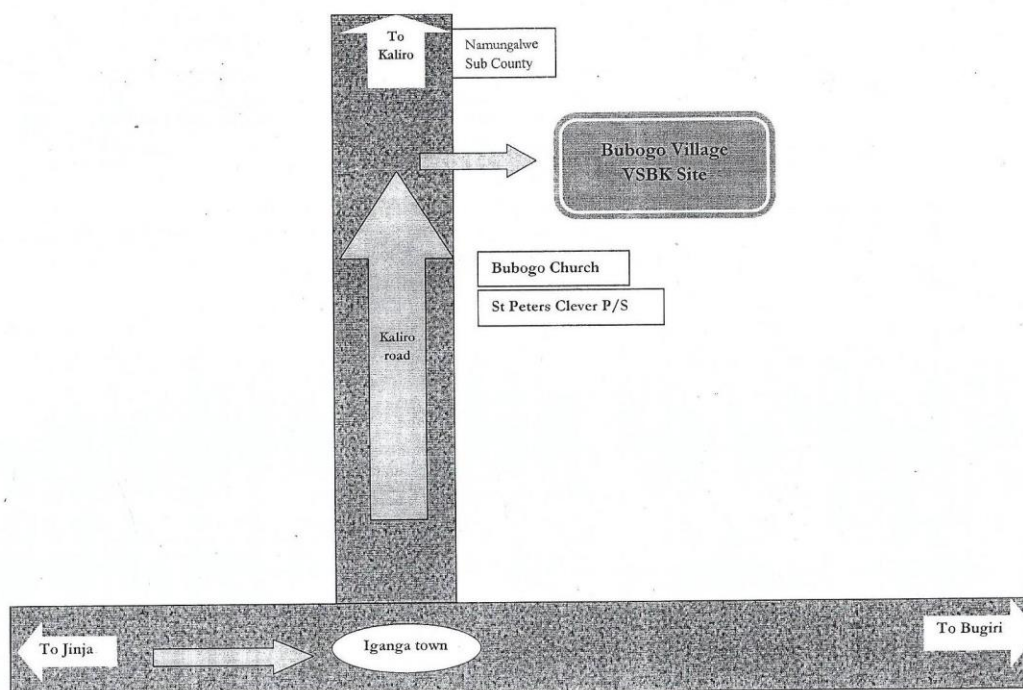 To
Kaliro
Namungalwe
Sub County
Bubogo Village
VSBK Site
Bubogo Church
St Peters Clever P/S
Kaliro
road
To Jinja
Iganga town
To Bugiri